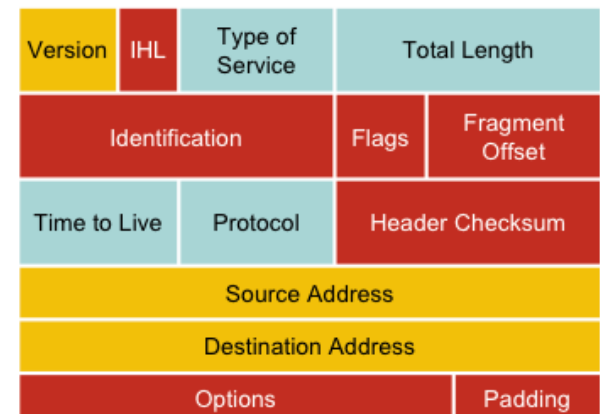 Version IHL Type of Service Total Length
Identification Flags Fragment Offset
Time to Live Protocol Header Checksum
Source Address
Destination Address
Options Padding